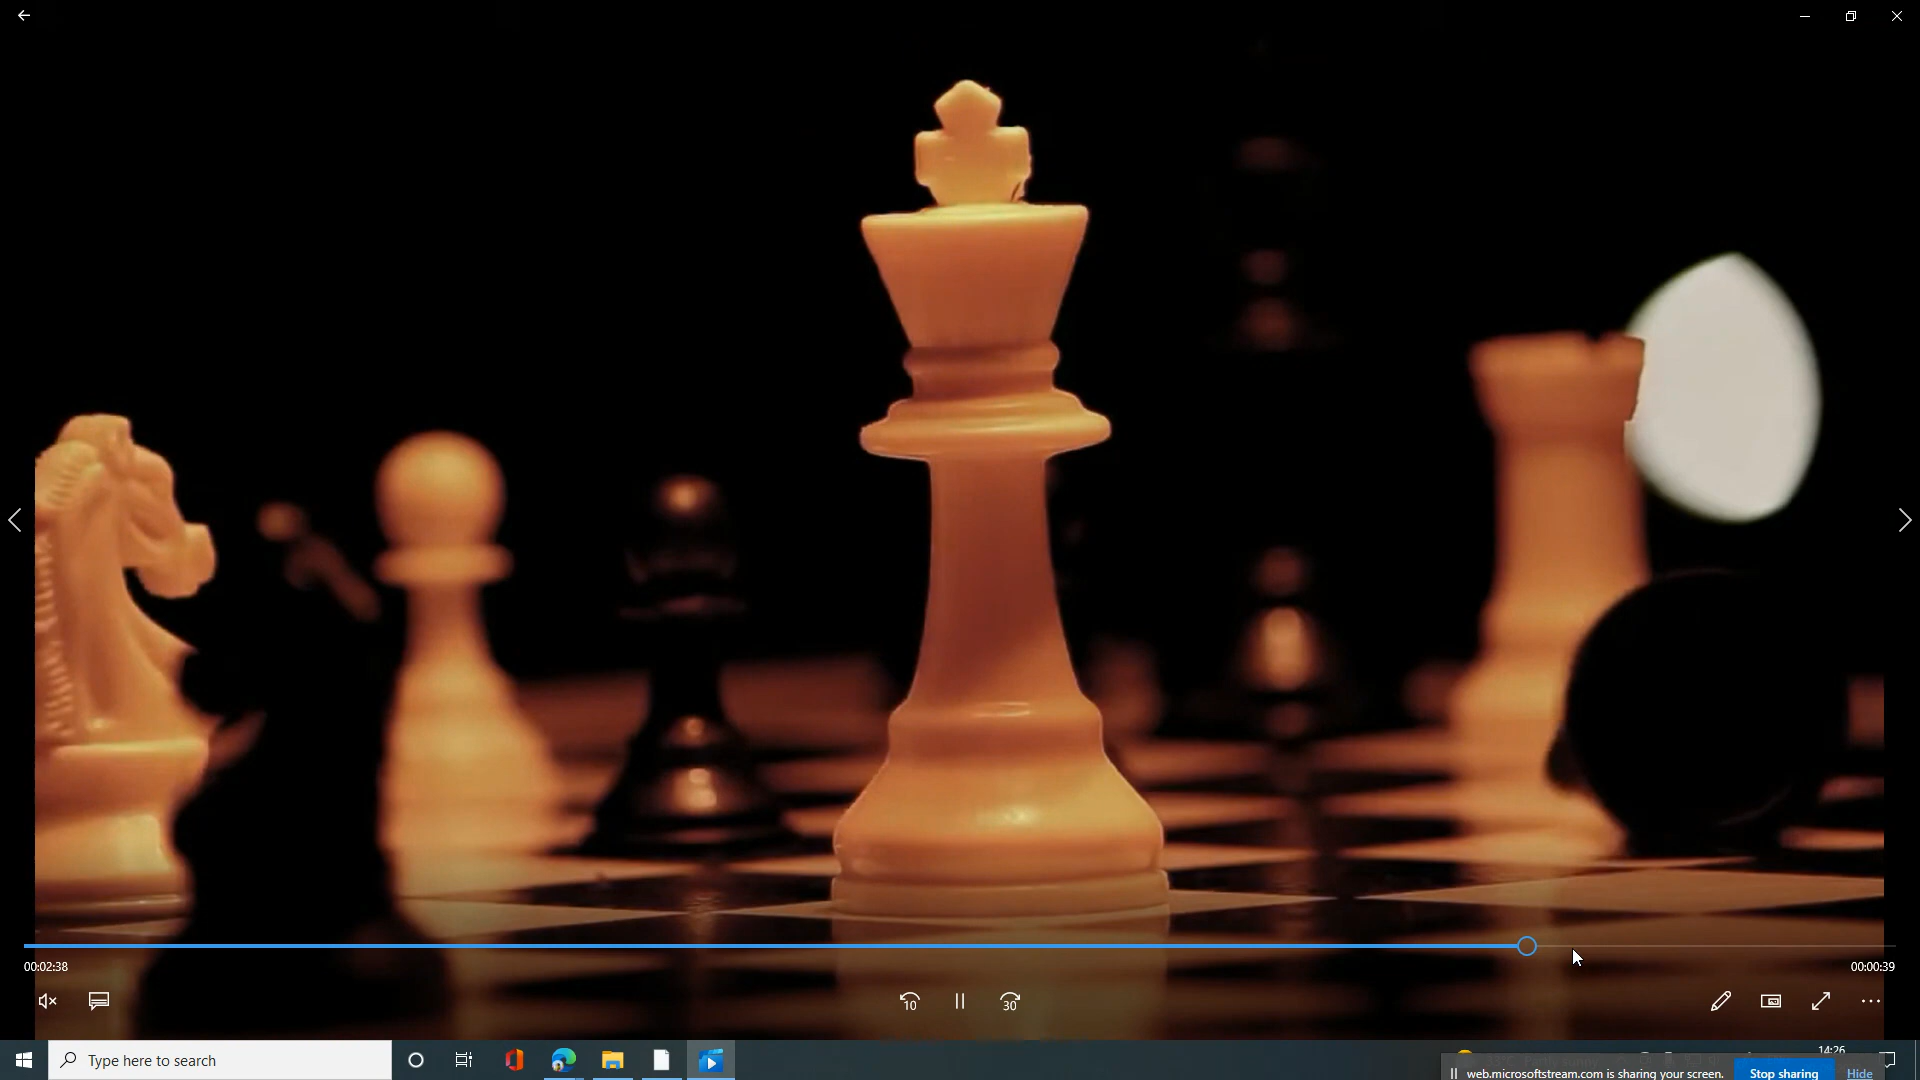 00:02:38
00:00:39
10
30
Type here to search
14:26
web.microsoftstream.com is sharing your screen.
Stop sharing
Hide